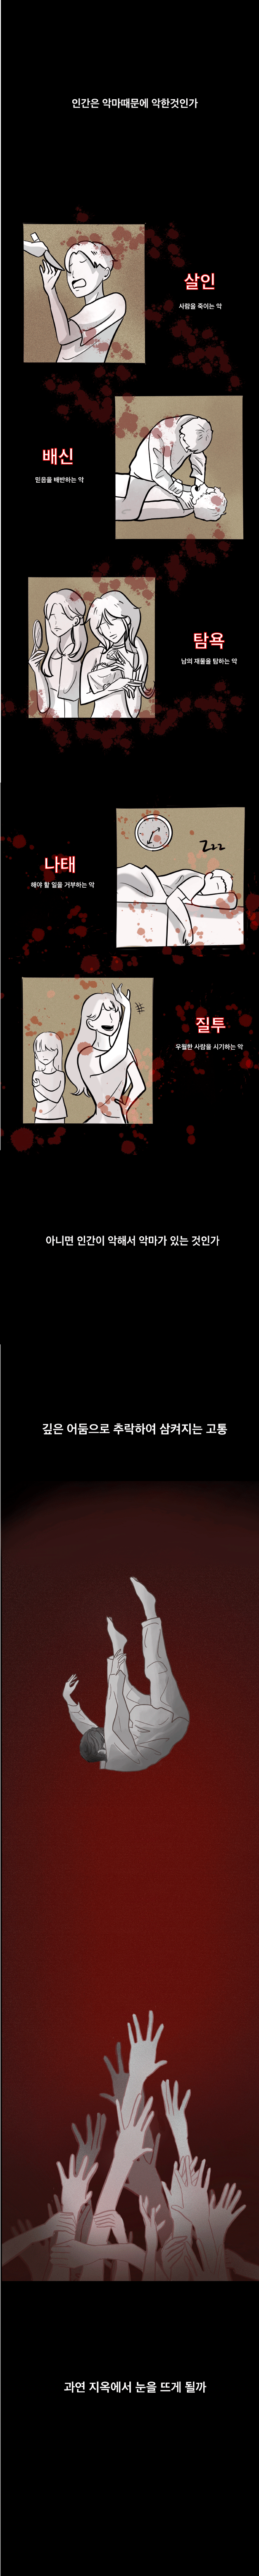 인간은 악마때문에 악한것인가
살인
사람을 죽이는 악
배신
믿음을 배반하는 악
탐욕
남의 재물을 탐하는 악
Zzz
나태
해야 할 일을 거부하는 악
질투
우월한 사람을 시기하는 악
아니면 인간이 악해서 악마가 있는 것인가
깊은 어둠으로 추락하여 삼켜지는 고통
과연 지옥에서 눈을 뜨게 될까